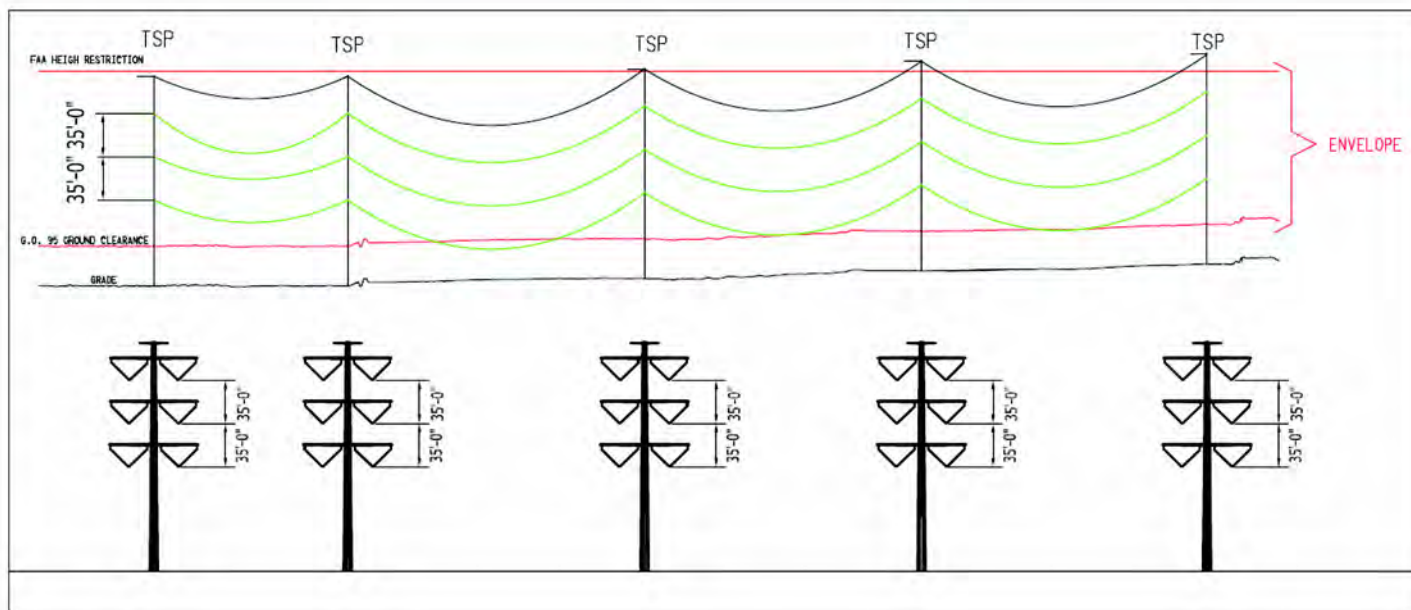 TSP TSP TSP TSP TSP
FAA HEIGH RESTRICTION
35'-0"
35'-0"
ENVELOPE
G.O. 95 GROUND CLEARANCE
GRADE
35'-0" 35'-0" 35'-0" 35'-0" 35'-0"
35'-0" 35'-0" 35'-0" 35'-0" 35'-0"